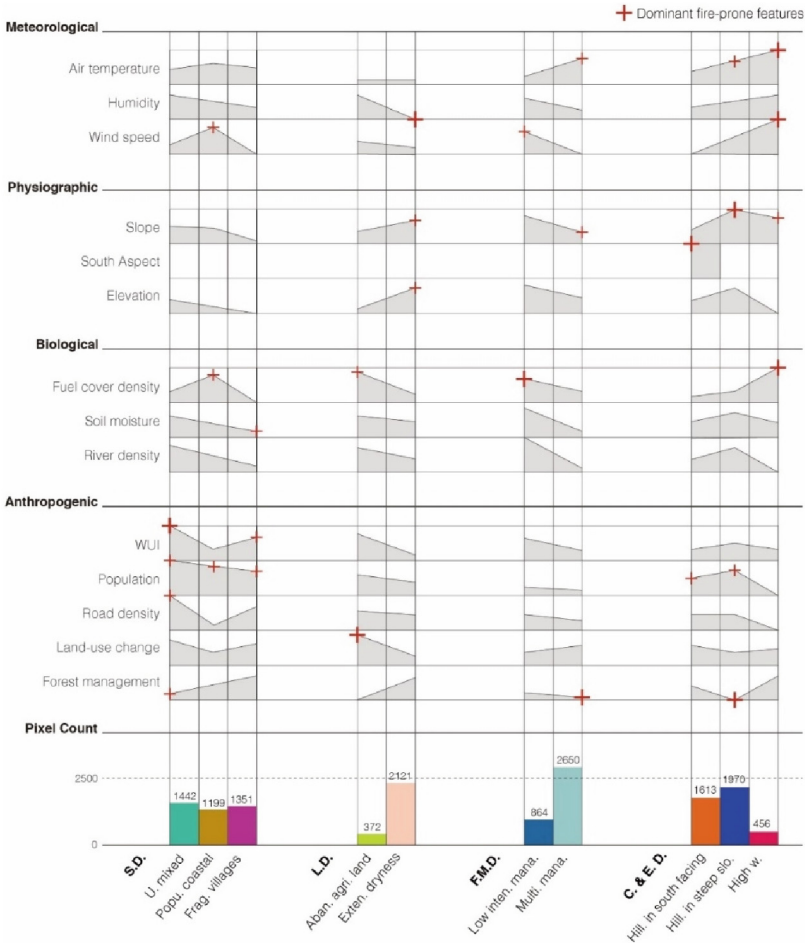 Dominant fire-prone features
Meteorological
Air temperature
Humidity
Wind speed
Physiographic
Slope
South Aspect
Elevation
Biological
Fuel cover density
Soil moisture
River density
Anthropogenic
WUI
Population
Road density
Land-use change
Forest management
Pixel Count
2500
0
1442
1199
1351
372
2121
864
2650
1613
1970
456
S.D.
U. mixed
Popu. coastal
Frag. villages
L.D.
Aban. agri. land
Exten. dryness
F.M.D.
Low inten. mana.
Multi. mana.
C. & E. D.
Hill. in south facing
Hill. in steep slo.
High w.